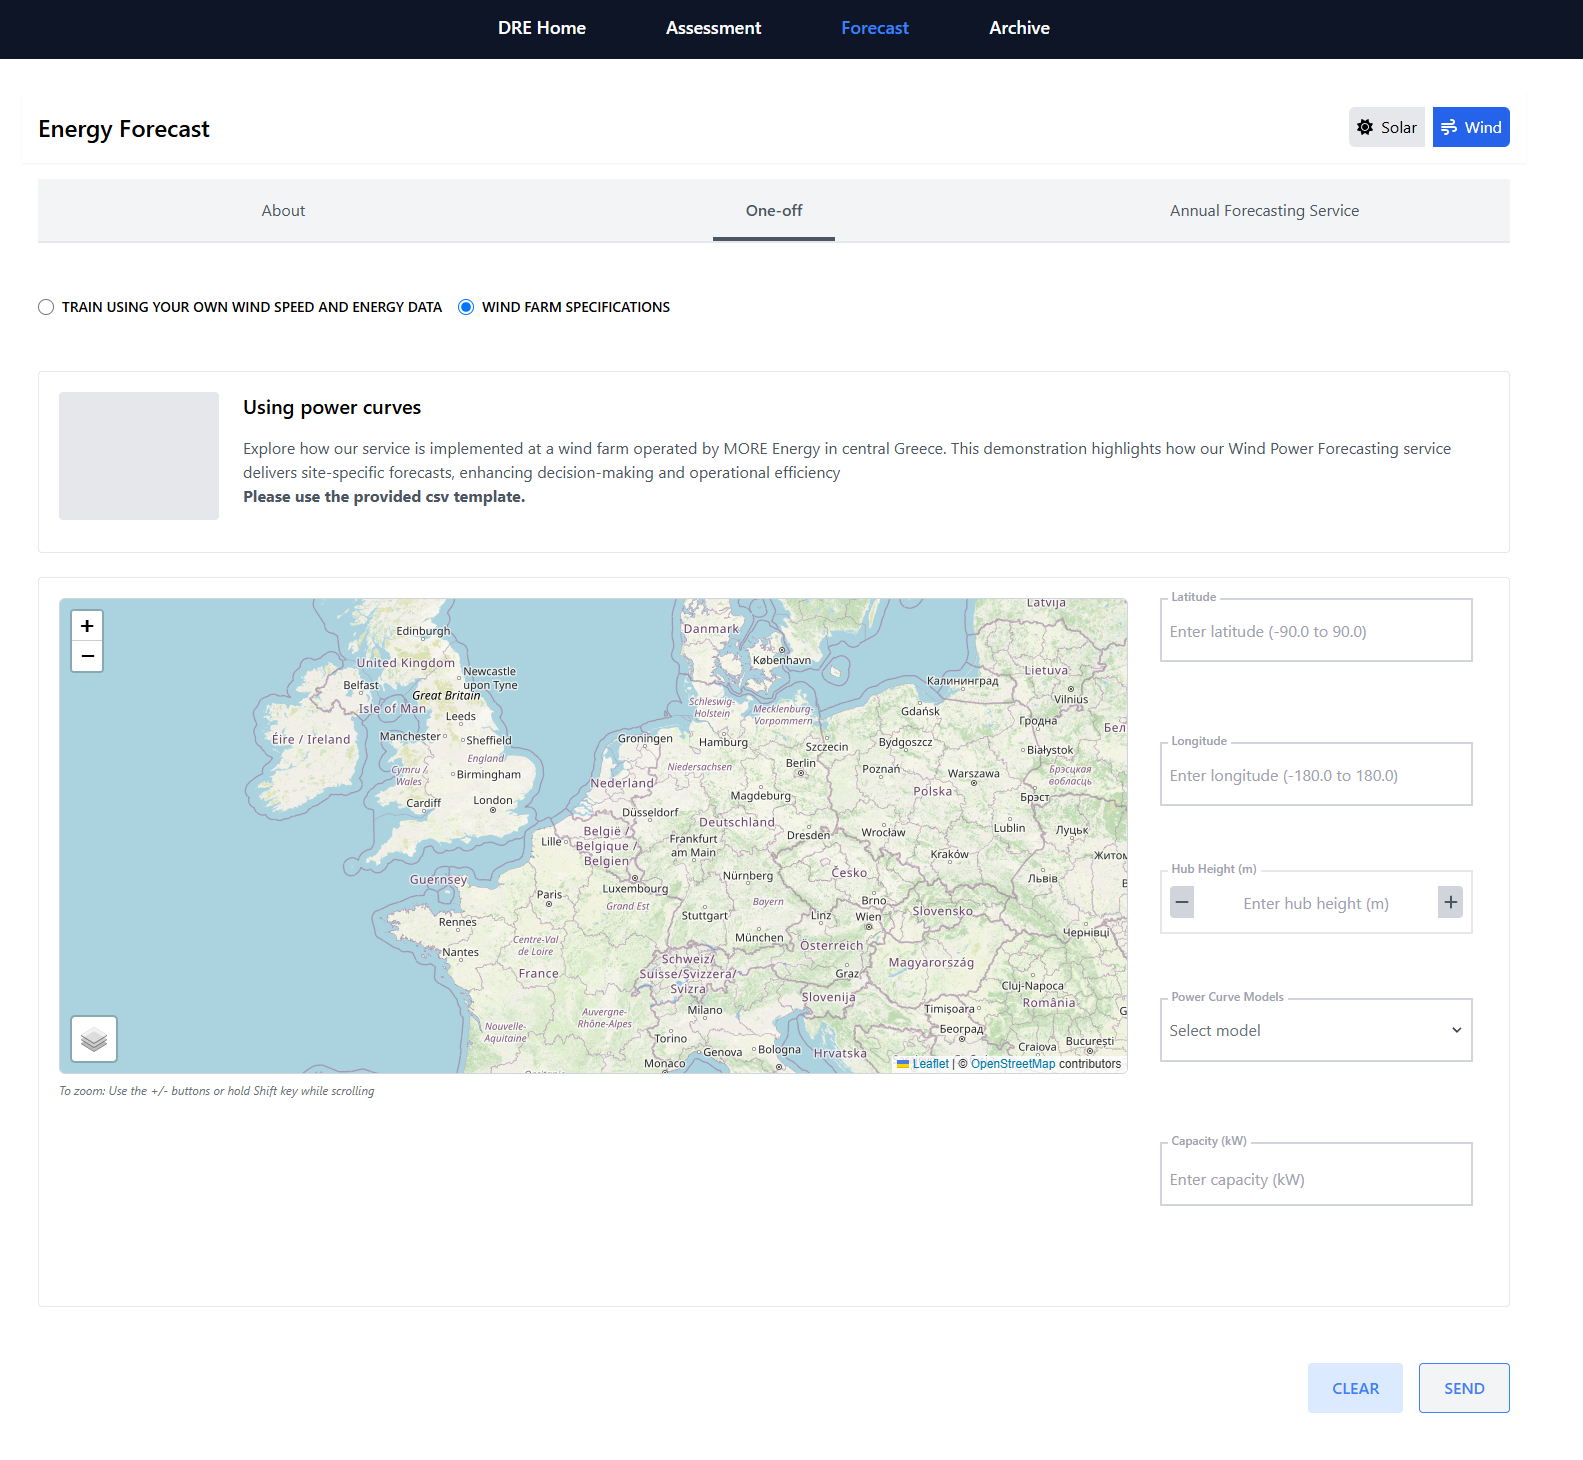 DRE Home
Assessment
Forecast
Archive
Energy Forecast
Solar
Wind
About
One-off
Annual Forecasting Service
TRAIN USING YOUR OWN WIND SPEED AND ENERGY DATA
WIND FARM SPECIFICATIONS
Using power curves
Explore how our service is implemented at a wind farm operated by MORE Energy in central Greece. This demonstration highlights how our Wind Power Forecasting service
delivers site-specific forecasts, enhancing decision-making and operational efficiency
Please use the provided csv template.
+
−
Latvija
Edinburgh
Danmark
København
United Kingdom
Newcastle
upon Tyne
Belfast
Great Britain
Isle of Man
Leeds
Калининград
Lietuva
Vilnius
Schleswig-
Holstein
Mecklenburg-
Vorpommern
Gdańsk
Гродна
Бел
Éire / Ireland
Manchester
Sheffield
England
Groningen
Hamburg
Szczecin
Bydgoszcz
Białystok
Cymru /
Wales
Birmingham
Nederland
Niedersachsen
Berlin
Poznań
Warszawa
Polska
Брэсцкая
вобласць
Cardiff
London
Magdeburg
Брэст
Düsseldorf
Deutschland
Lille
België /
Belgique /
Belgien
Frankfurt
am Main
Dresden
Wrocław
Lublin
Луцьк
Kraków
Житом
Guernsey
Luxembourg
Nürnberg
Česko
Львів
Paris
Grand Est
Bayern
Brno
Rennes
Stuttgart
Linz
Wien
Slovensko
Чернівці
Nantes
Centre-Val
de Loire
München
Österreich
France
Schweiz/
Suisse/Svizzera/
Svizra
Graz
Magyarország
Cluj-Napoca
România
Slovenija
Nouvelle-
Aquitaine
Auvergne-
Rhône-Alpes
Milano
Timișoara
Torino
Београд
Monaco
Genova
Bologna
Hrvatska
Craiova
București
Leaflet | © OpenStreetMap contributors
To zoom: Use the +/- buttons or hold Shift key while scrolling
Latitude
Enter latitude (-90.0 to 90.0)
Longitude
Enter longitude (-180.0 to 180.0)
Hub Height (m)
−
Enter hub height (m)
+
Power Curve Models
Select model
Capacity (kW)
Enter capacity (kW)
CLEAR
SEND